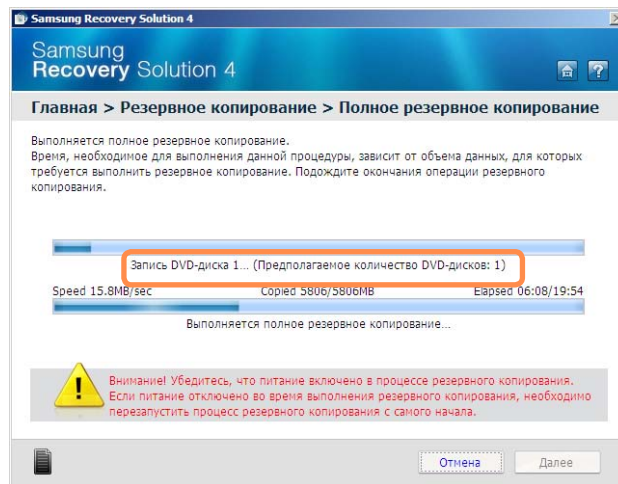 Samsung Recovery Solution 4
Samsung
Recovery Solution 4
Главная > Резервное копирование > Полное резервное копирование
Выполняется полное резервное копирование.
Время, необходимое для выполнения данной процедуры, зависит от объема данных, для которых
требуется выполнить резервное копирование. Подождите окончания операции резервного
копирования.
Запись DVD-диска 1... (Предполагаемое количество DVD-дисков: 1)
Speed 15.8MB/sec Copied 5806/5806MB Elapsed 06:08/19:54
Выполняется полное резервное копирование...
Внимание! Убедитесь, что питание включено в процессе резервного копирования.
Если питание отключено во время выполнения резервного копирования, необходимо
перезапустить процесс резервного копирования с самого начала.
Отмена Далее